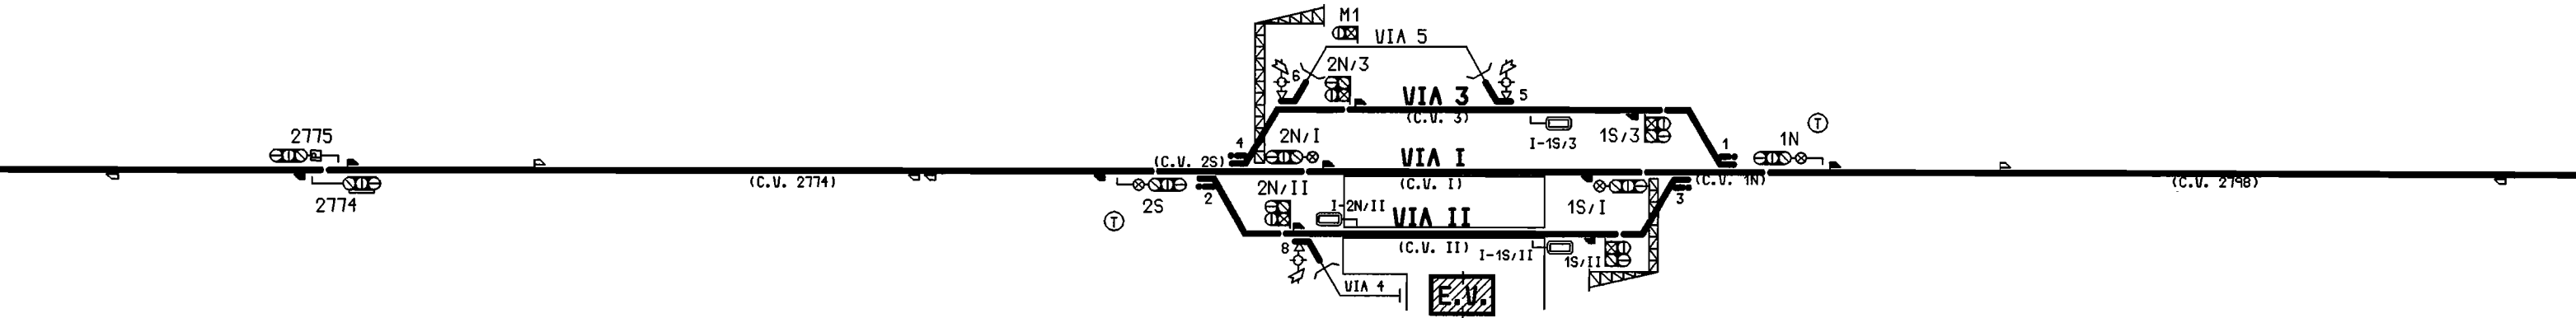 M1
VIA 5
6
2N/3
5
VIA 3
(C.V. 3)
2775
4
2N/I
I-1S/3
1S/3
T
1
1N
(C.V. 2S)
VIA I
(C.V. 2774)
(C.V. I)
(C.V. 1N)
(C.V. 2798)
2774
2S
2
2N/II
I-2N/II
1S/I
3
T
VIA II
(C.V. II)
8
I-1S/II
1S/II
VIA 4
E.V.